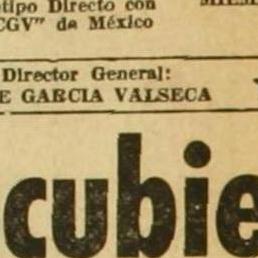 tipo Directo con
CGV" de México
Director General:
E GARCIA VALSECA
cubie